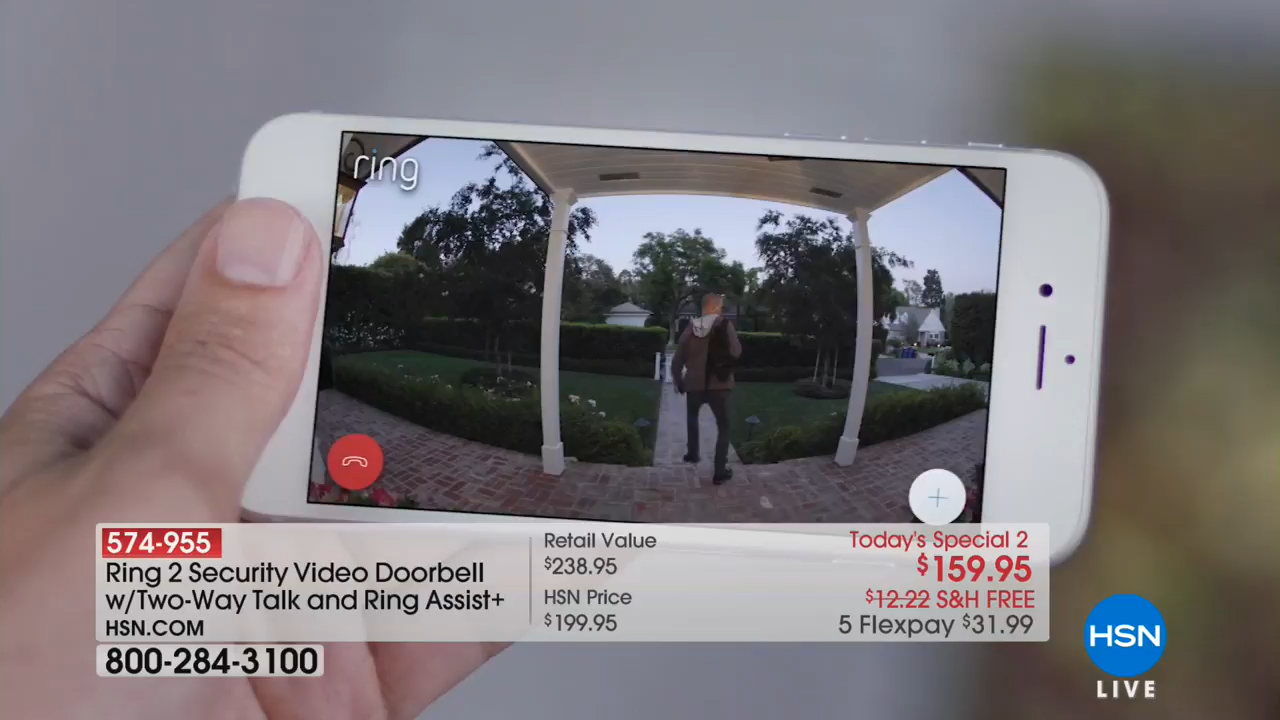 ring
574-955
Ring 2 Security Video Doorbell
w/Two-Way Talk and Ring Assist+
HSN.COM
800-284-3100
Retail Value
$238.95
HSN Price
$199.95
Today's Special 2
$159.95
$12.22 S&H FREE
5 Flexpay $31.99
HSN
LIVE